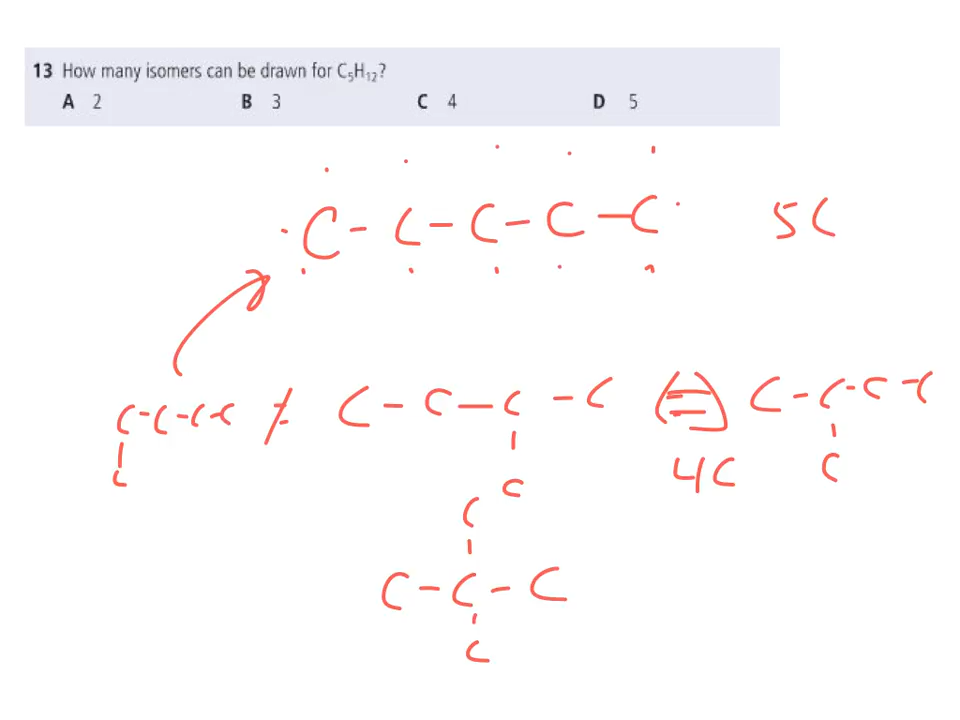 13 How many isomers can be drawn for C₅H₁₂?
A 2 B 3 C 4 D 5
C - C - C - C - C 5C
C-C-C-C ≠ C - C - C - C (=) C - C - C - C
C C 4C C
C
C - C - C
C